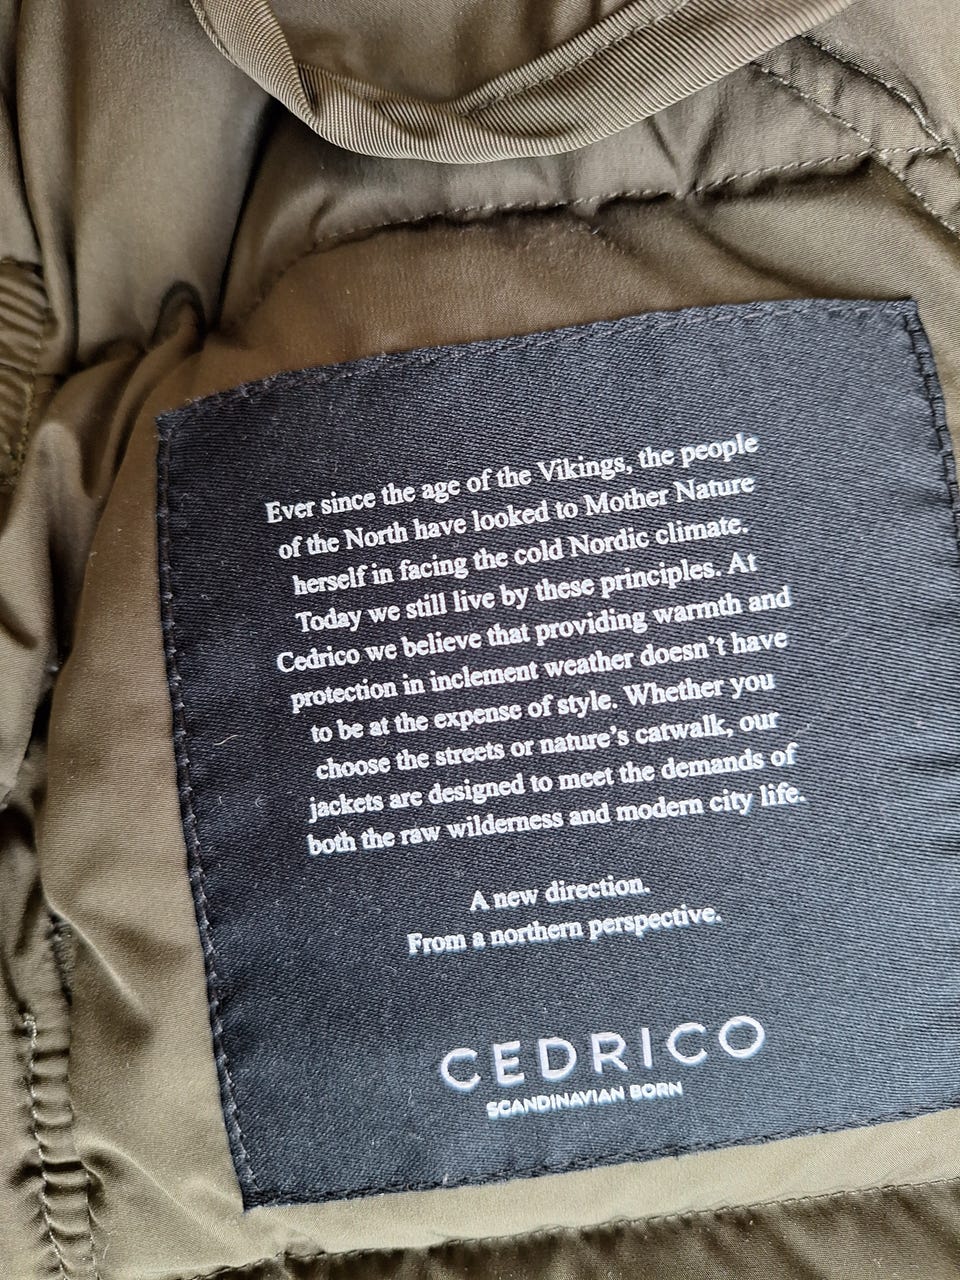 Ever since the age of the Vikings, the people
of the North have looked to Mother Nature
herself in facing the cold Nordic climate.
Today we still live by these principles. At
Cedrico we believe that providing warmth and
protection in inclement weather doesn't have
to be at the expense of style. Whether you
choose the streets or nature's catwalk, our
jackets are designed to meet the demands of
both the raw wilderness and modern city life.
A new direction.
From a northern perspective.
CEDRICO
SCANDINAVIAN BORN